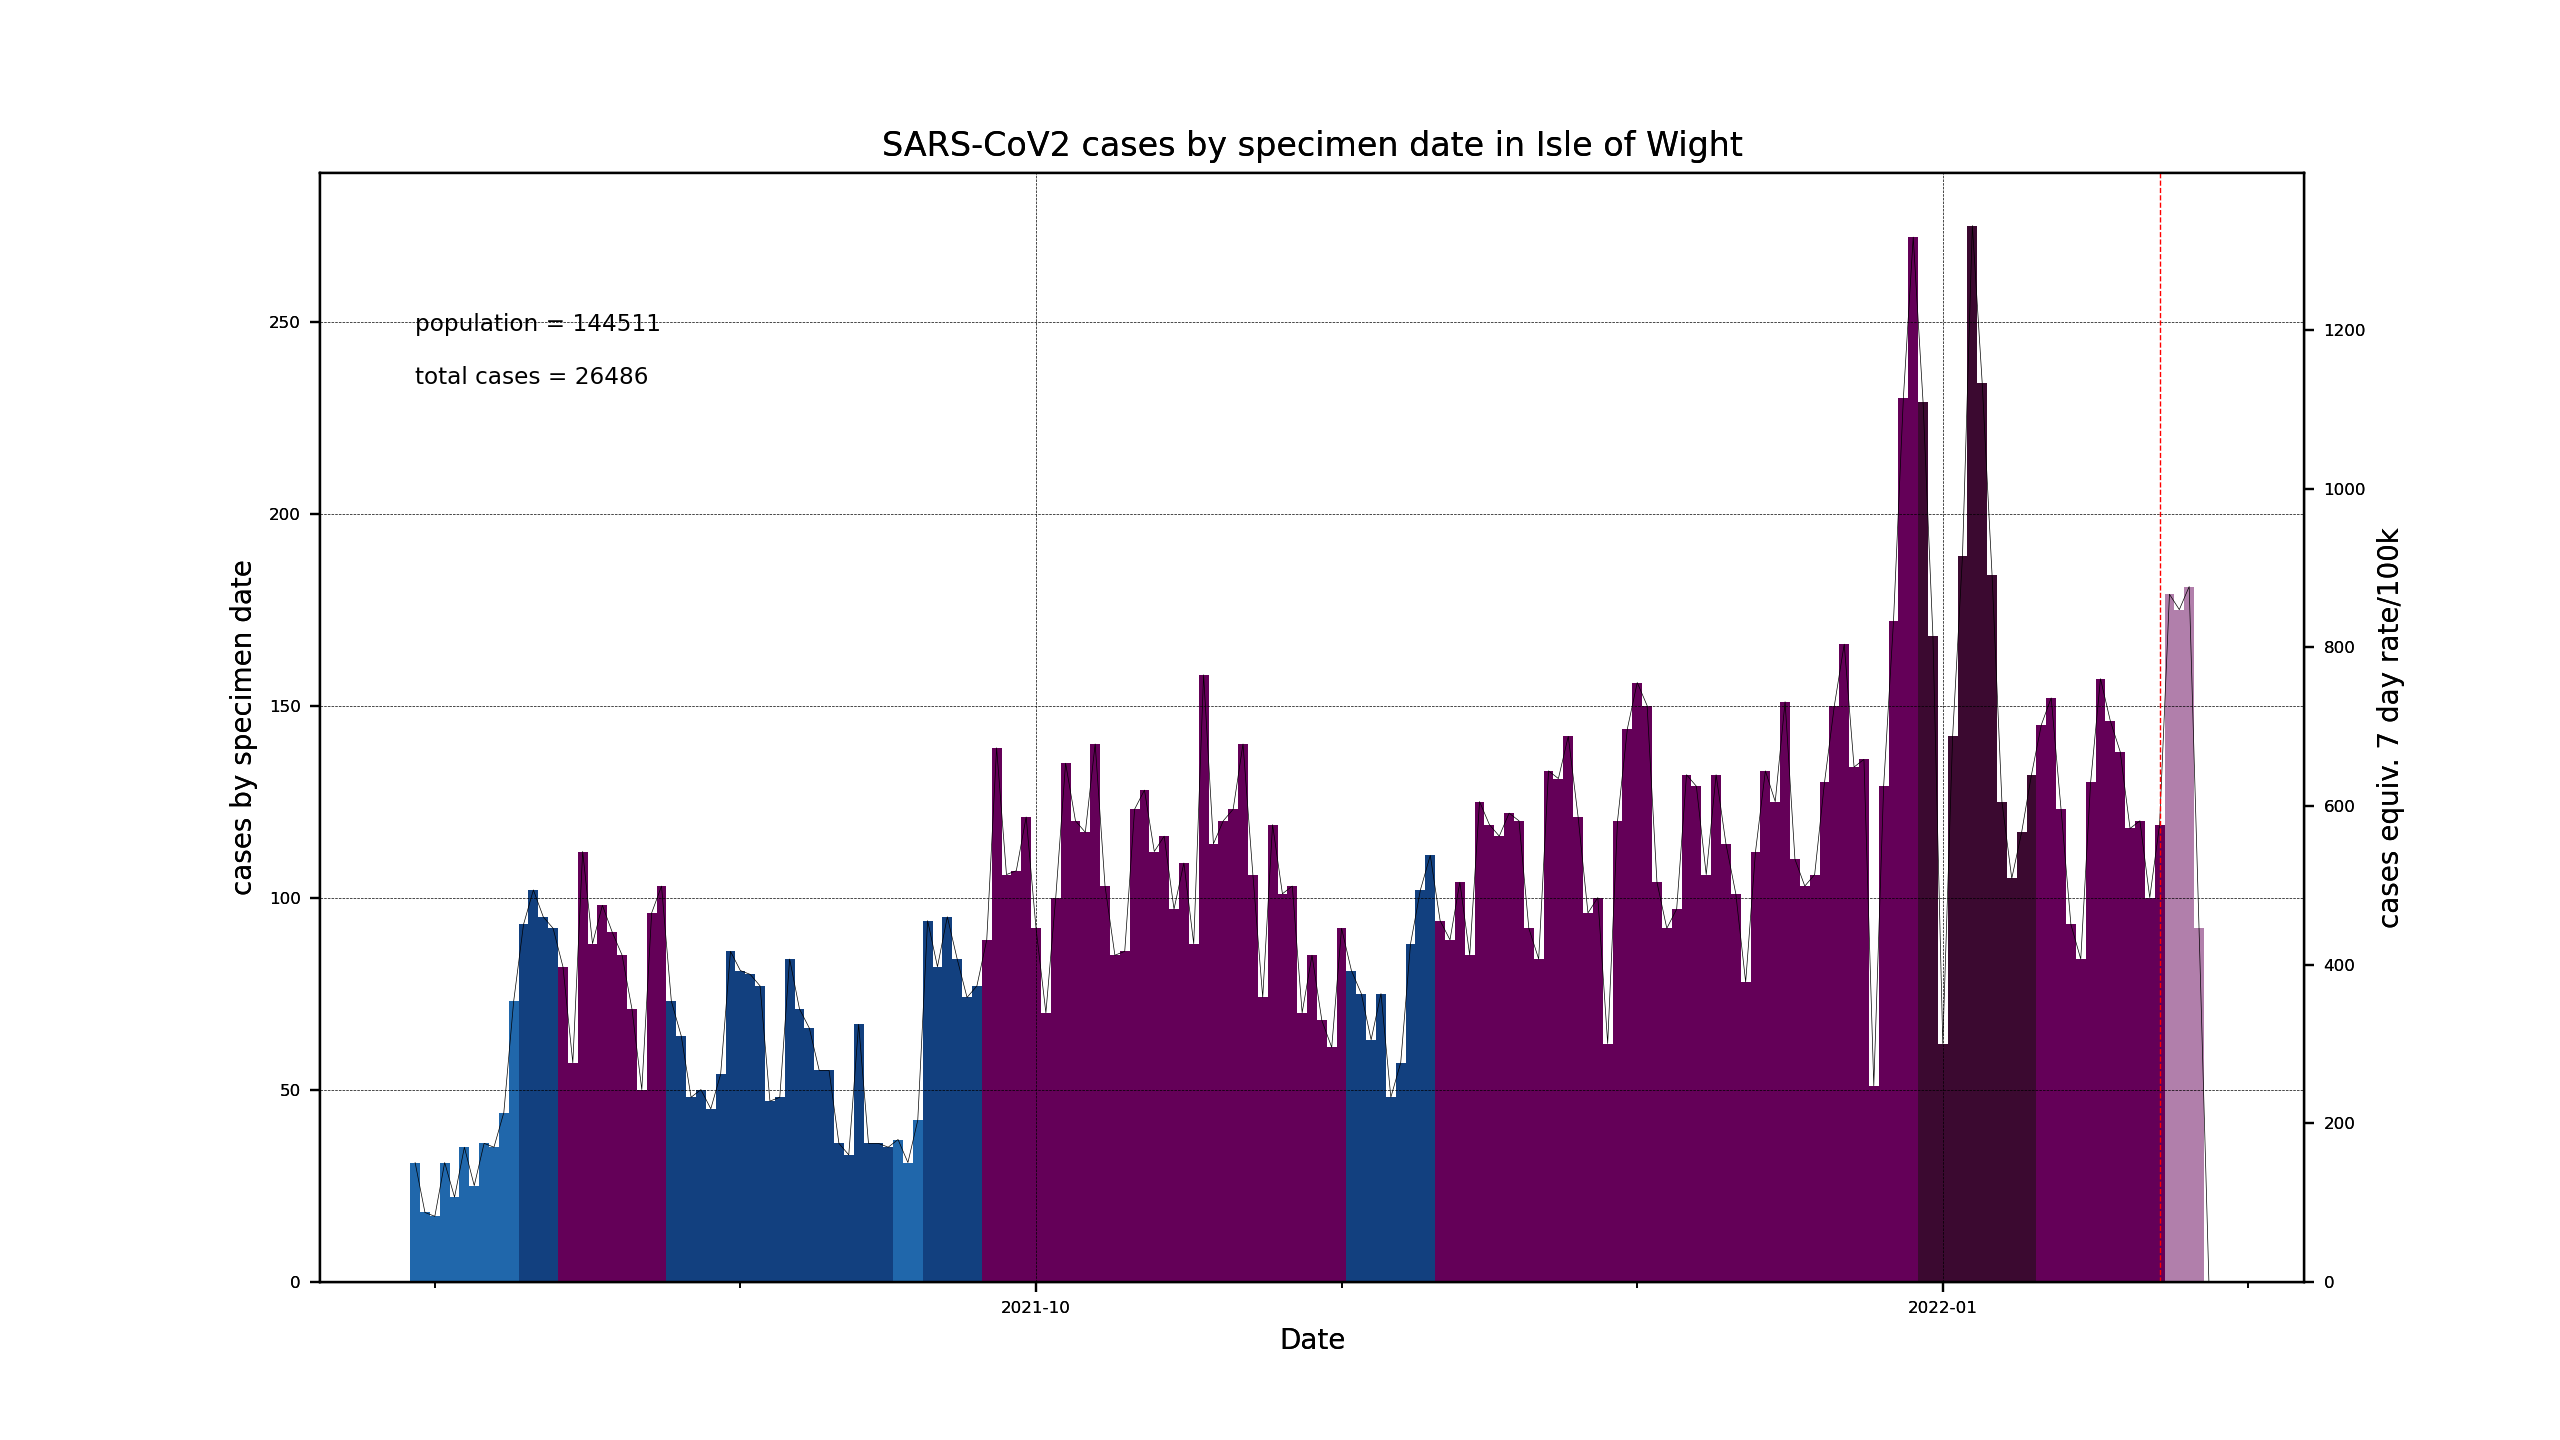 SARS-CoV2 cases by specimen date in Isle of Wight
population = 144511
total cases = 26486
cases by specimen date
250
200
150
100
50
0
1200
1000
800
600
400
200
0
cases equiv. 7 day rate/100k
2021-10
2022-01
Date